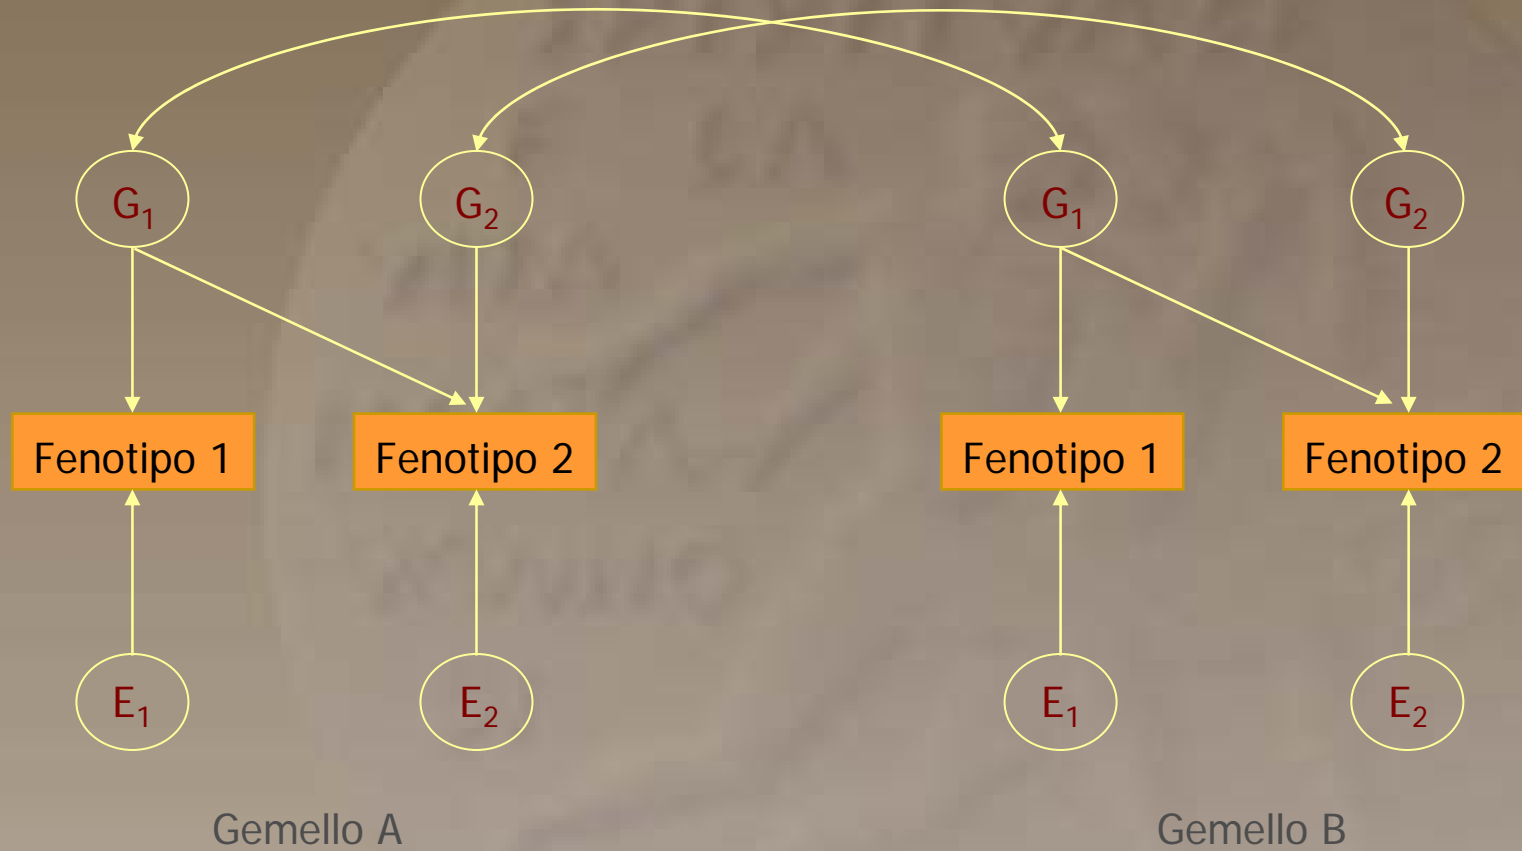 G₁ G₂ G₁ G₂
Fenotipo 1 Fenotipo 2 Fenotipo 1 Fenotipo 2
E₁ E₂ E₁ E₂
Gemello A Gemello B